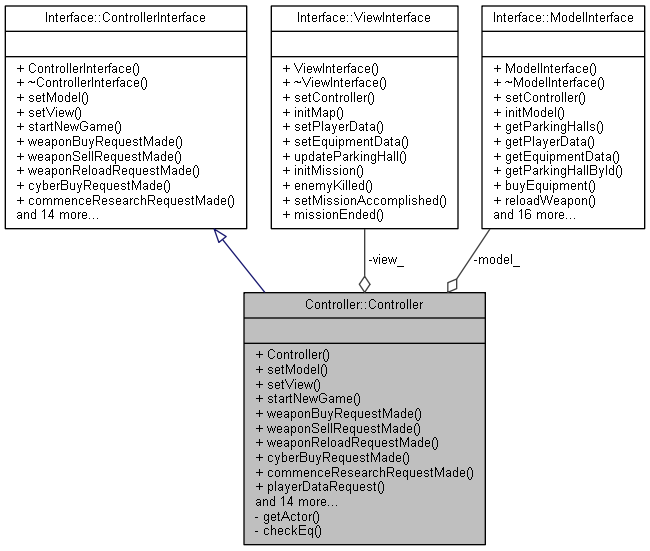 Interface::ControllerInterface
+ ControllerInterface()
+ ~ControllerInterface()
+ setModel()
+ setView()
+ startNewGame()
+ weaponBuyRequestMade()
+ weaponSellRequestMade()
+ weaponReloadRequestMade()
+ cyberBuyRequestMade()
+ commenceResearchRequestMade()
and 14 more...
Interface::ViewInterface
+ ViewInterface()
+ ~ViewInterface()
+ setController()
+ initMap()
+ setPlayerData()
+ setEquipmentData()
+ updateParkingHall()
+ initMission()
+ enemyKilled()
+ setMissionAccomplished()
+ missionEnded()
Interface::ModelInterface
+ ModelInterface()
+ ~ModelInterface()
+ setController()
+ initModel()
+ getParkingHalls()
+ getPlayerData()
+ getEquipmentData()
+ getParkingHallById()
+ buyEquipment()
+ reloadWeapon()
and 16 more...
-view_
-model_
Controller::Controller
+ Controller()
+ setModel()
+ setView()
+ startNewGame()
+ weaponBuyRequestMade()
+ weaponSellRequestMade()
+ weaponReloadRequestMade()
+ cyberBuyRequestMade()
+ commenceResearchRequestMade()
+ playerDataRequest()
and 14 more...
- getActor()
- checkEq()